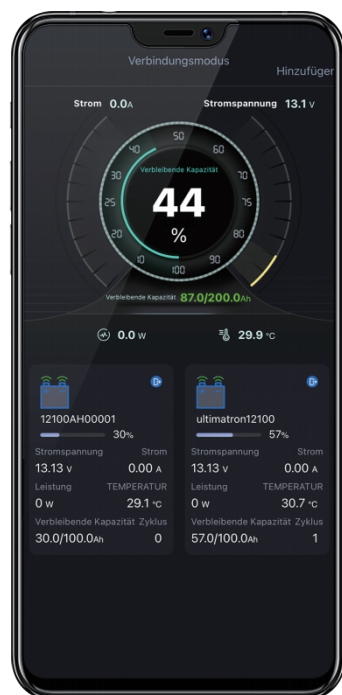 Verbindungsmodus
Hinzufüger
Strom 0.0A Stromspannung 13.1 V
50
40 60
30 70
25 75
20 80
10 90
100
Verbleibende Kapazität
44
%
Verbleibende Kapazität 87.0/200.0Ah
0.0 W 29.9 °C
12100AH00001
30%
Stromspannung Strom
13.13 V 0.00 A
Leistung TEMPERATUR
0 W 29.1 °C
Verbleibende Kapazität Zyklus
30.0/100.0Ah 0
ultimatron12100
57%
Stromspannung Strom
13.13 V 0.00 A
Leistung TEMPERATUR
0 W 30.7 °C
Verbleibende Kapazität Zyklus
57.0/100.0Ah 1